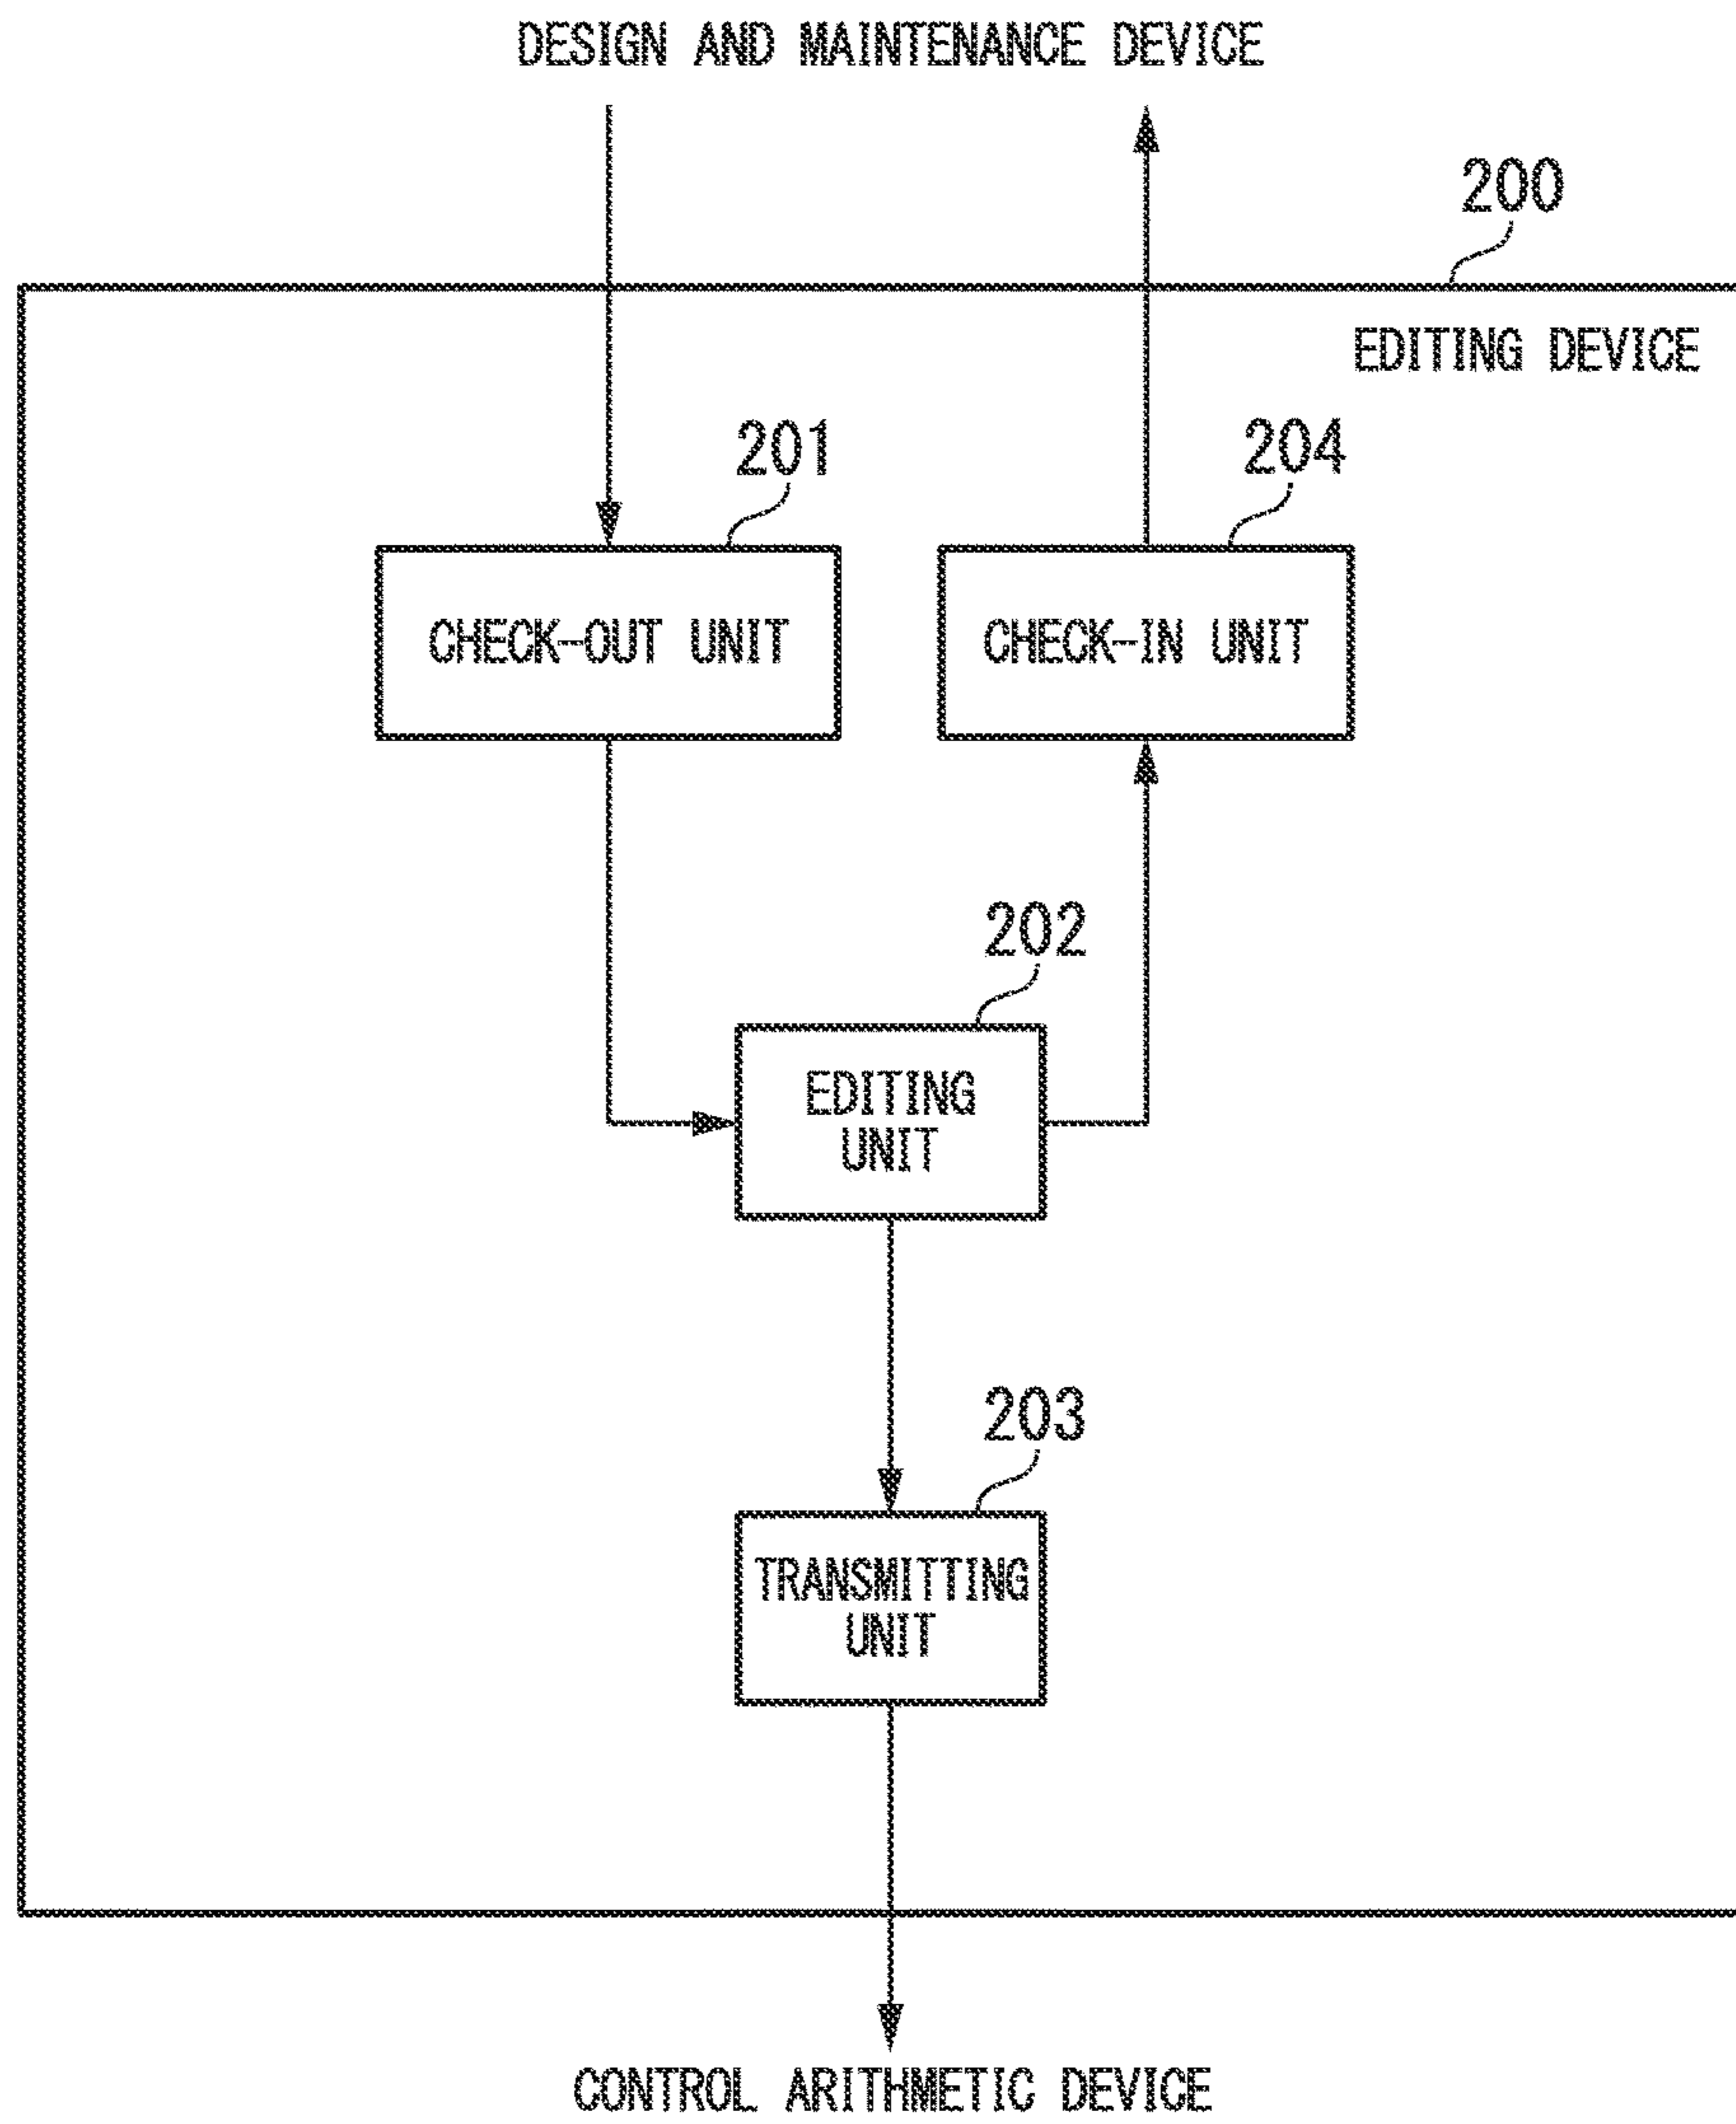 DESIGN AND MAINTENANCE DEVICE
200
EDITING DEVICE
201
204
CHECK-OUT UNIT
CHECK-IN UNIT
202
EDITING
UNIT
203
TRANSMITTING
UNIT
CONTROL ARITHMETIC DEVICE